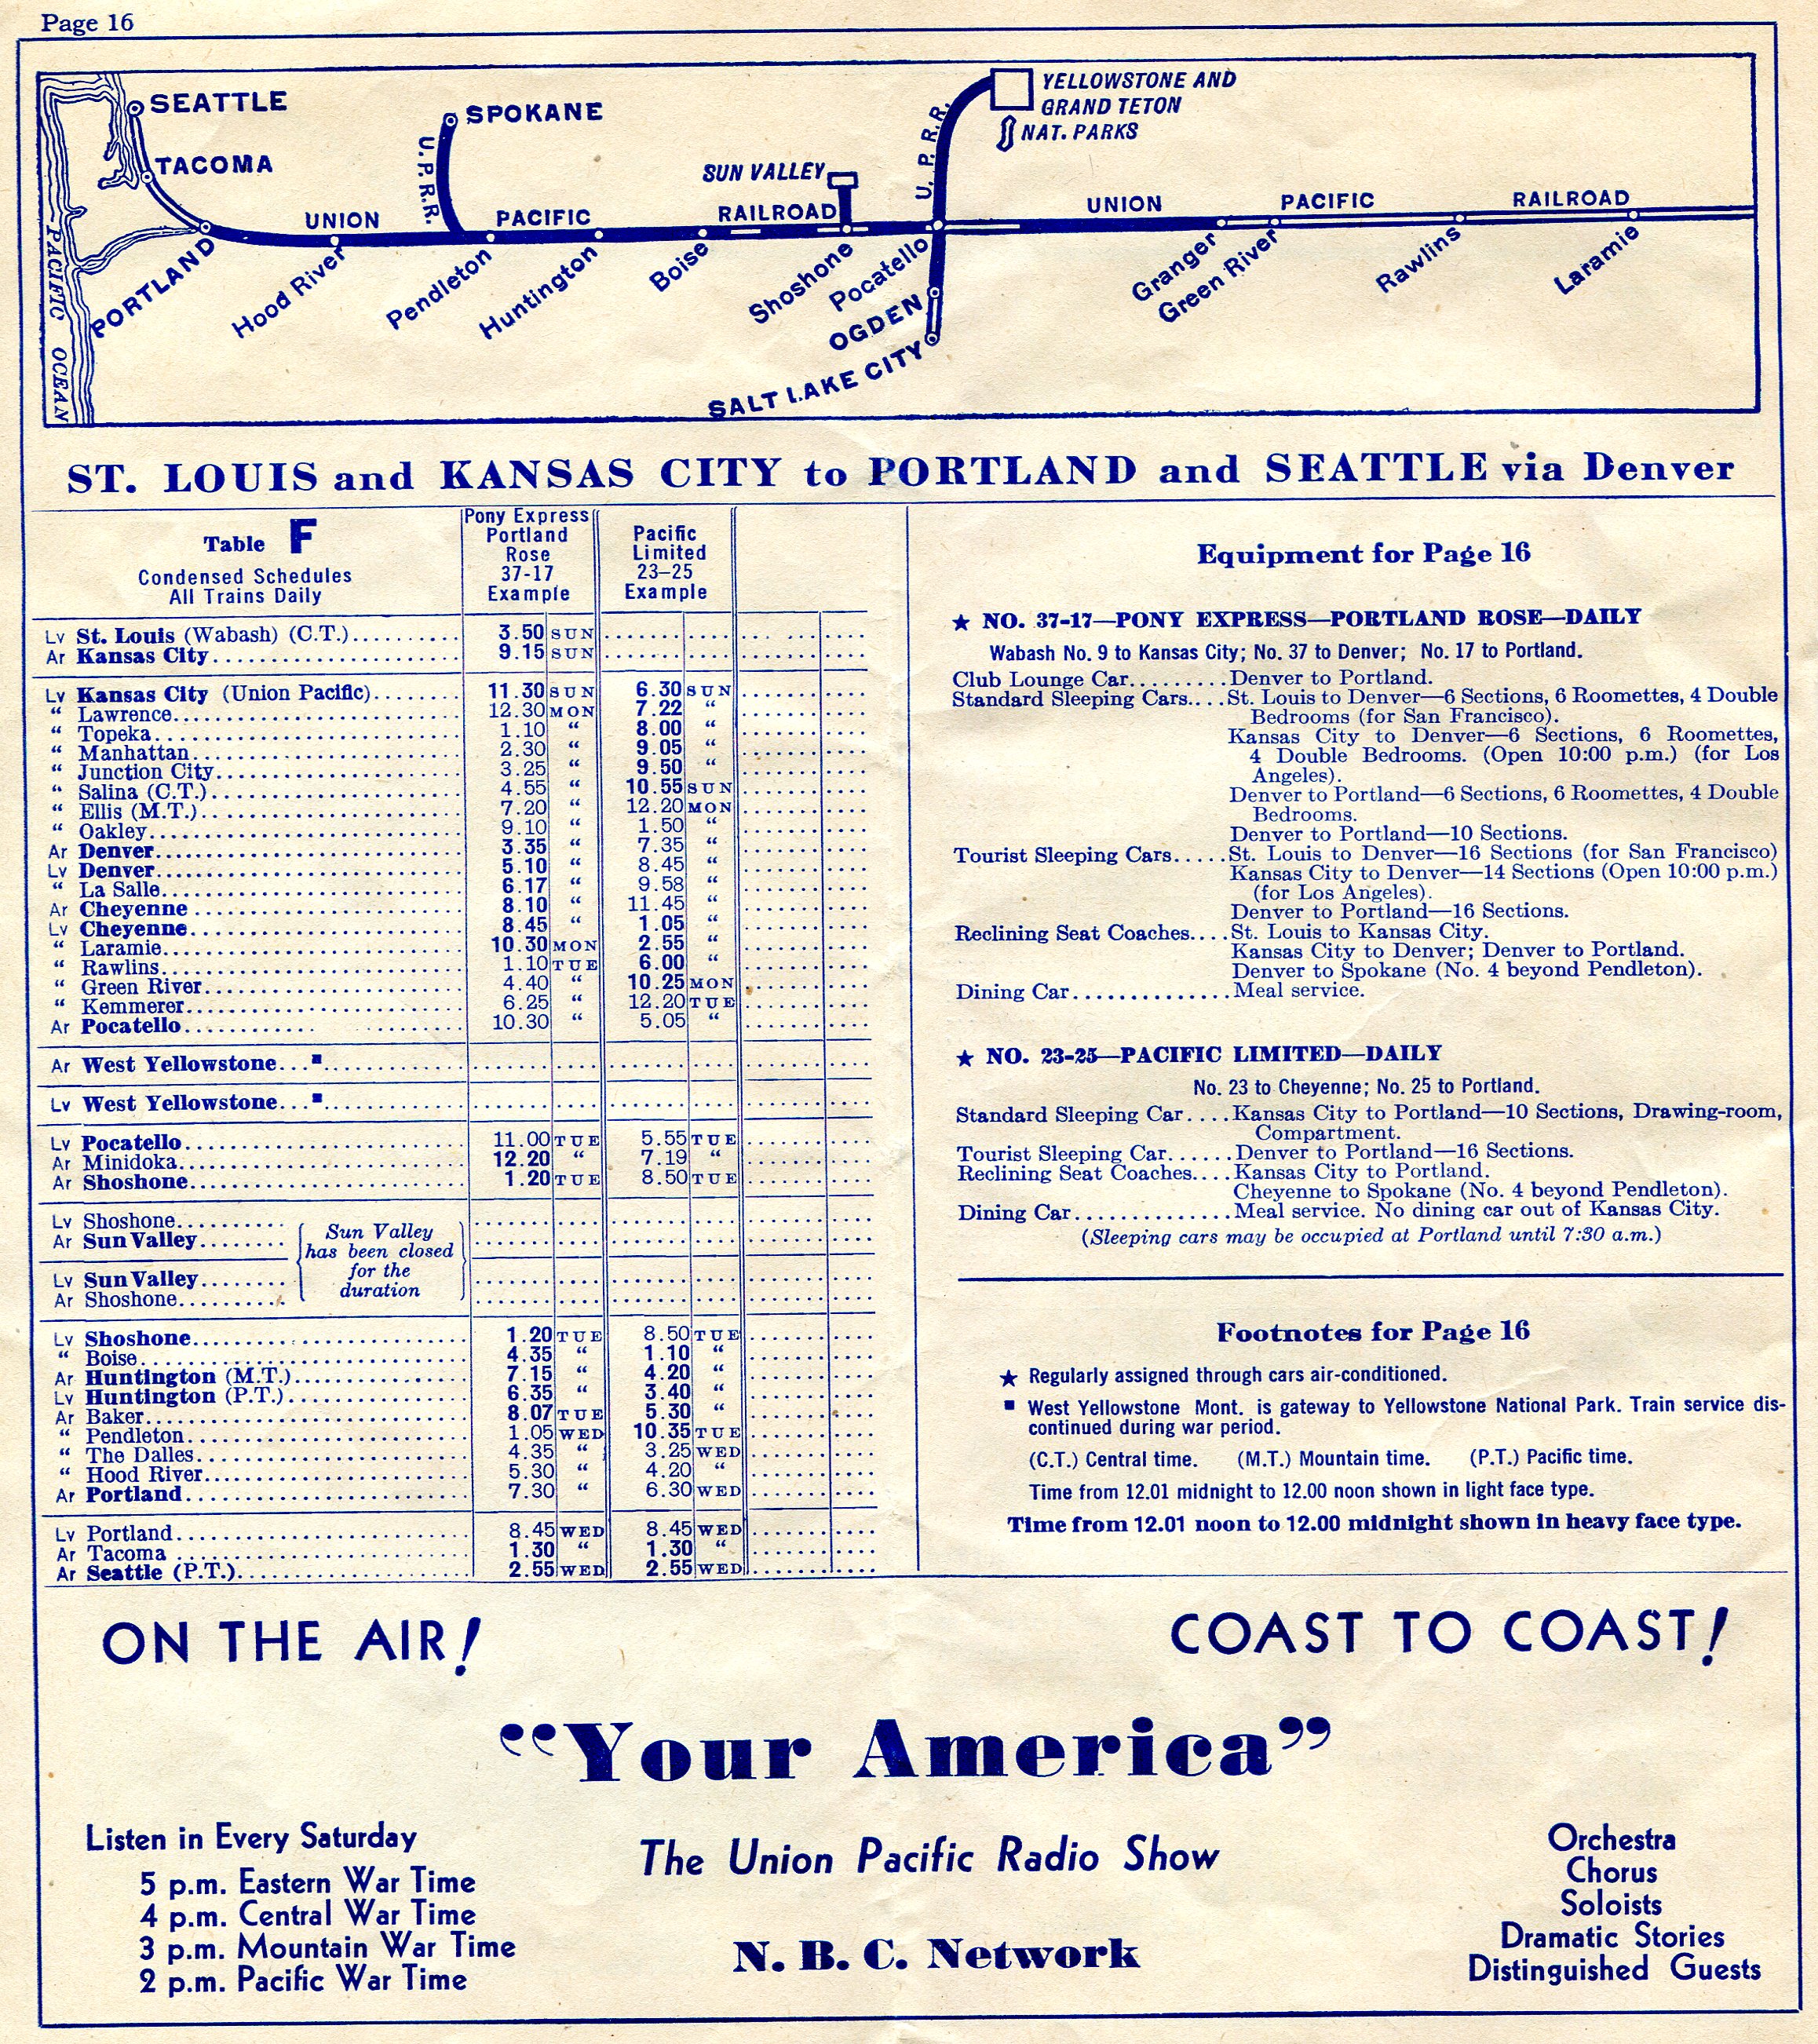 Page 16
SEATTLE
TACOMA
PORTLAND
PACIFIC OCEAN
UNION PACIFIC RAILROAD
Hood River
SPOKANE
U.P.R.R.
Pendleton
Huntington
Boise
SUN VALLEY
Shoshone
Pocatello
OGDEN
SALT LAKE CITY
U. P. R.R.
YELLOWSTONE AND
GRAND TETON
NAT. PARKS
UNION PACIFIC RAILROAD
Granger
Green River
Rawlins
Laramie
ST. LOUIS and KANSAS CITY to PORTLAND and SEATTLE via Denver
Table F
Condensed Schedules
All Trains Daily
Pony Express
Portland
Rose
37-17
Example
Pacific
Limited
23–25
Example
Lv St. Louis (Wabash) (C.T.).......... 3.50 SUN
Ar Kansas City.......... 9.15 SUN
Lv Kansas City (Union Pacific).......... 11.30 SUN 6.30 SUN
“ Lawrence.......... 12.30 MON 7.22 “
“ Topeka.......... 1.10 “ 8.00 “
“ Manhattan.......... 2.30 “ 9.05 “
“ Junction City.......... 3.25 “ 9.50 “
“ Salina (C.T.).......... 4.55 “ 10.55 SUN
“ Ellis (M.T.).......... 7.20 “ 12.20 MON
“ Oakley.......... 9.10 “ 1.50 “
Ar Denver.......... 3.35 “ 7.35 “
Lv Denver.......... 5.10 “ 8.45 “
“ La Salle.......... 6.17 “ 9.58 “
Ar Cheyenne.......... 8.10 “ 11.45 “
Lv Cheyenne.......... 8.45 “ 1.05 “
“ Laramie.......... 10.30 MON 2.55 “
“ Rawlins.......... 1.10 TUE 6.00 “
“ Green River.......... 4.40 “ 10.25 MON
“ Kemmerer.......... 6.25 “ 12.20 TUE
Ar Pocatello.......... 10.30 “ 5.05 “
Ar West Yellowstone...■..........
Lv West Yellowstone...■..........
Lv Pocatello.......... 11.00 TUE 5.55 TUE
Ar Minidoka.......... 12.20 “ 7.19 “
Ar Shoshone.......... 1.20 TUE 8.50 TUE
Lv Shoshone..........
Ar Sun Valley..........
Lv Sun Valley..........
Ar Shoshone..........
Sun Valley
has been closed
for the
duration
Lv Shoshone.......... 1.20 TUE 8.50 TUE
“ Boise.......... 4.35 “ 1.10 “
Ar Huntington (M.T.).......... 7.15 “ 4.20 “
Lv Huntington (P.T.).......... 6.35 “ 3.40 “
Ar Baker.......... 8.07 TUE 5.30 “
“ Pendleton.......... 1.05 WED 10.35 TUE
“ The Dalles.......... 4.35 “ 3.25 WED
“ Hood River.......... 5.30 “ 4.20 “
Ar Portland.......... 7.30 “ 6.30 WED
Lv Portland.......... 8.45 WED 8.45 WED
Ar Tacoma.......... 1.30 “ 1.30 “
Ar Seattle (P.T.).......... 2.55 WED 2.55 WED
Equipment for Page 16
★ NO. 37-17—PONY EXPRESS—PORTLAND ROSE—DAILY
Wabash No. 9 to Kansas City; No. 37 to Denver; No. 17 to Portland.
Club Lounge Car.........Denver to Portland.
Standard Sleeping Cars....St. Louis to Denver—6 Sections, 6 Roomettes, 4 Double
Bedrooms (for San Francisco).
Kansas City to Denver—6 Sections, 6 Roomettes,
4 Double Bedrooms. (Open 10:00 p.m.) (for Los
Angeles).
Denver to Portland—6 Sections, 6 Roomettes, 4 Double
Bedrooms.
Denver to Portland—10 Sections.
Tourist Sleeping Cars.....St. Louis to Denver—16 Sections (for San Francisco)
Kansas City to Denver—14 Sections (Open 10:00 p.m.)
(for Los Angeles).
Denver to Portland—16 Sections.
Reclining Seat Coaches....St. Louis to Kansas City.
Kansas City to Denver; Denver to Portland.
Denver to Spokane (No. 4 beyond Pendleton).
Dining Car..............Meal service.
★ NO. 23-25—PACIFIC LIMITED—DAILY
No. 23 to Cheyenne; No. 25 to Portland.
Standard Sleeping Car....Kansas City to Portland—10 Sections, Drawing-room,
Compartment.
Tourist Sleeping Car......Denver to Portland—16 Sections.
Reclining Seat Coaches....Kansas City to Portland.
Cheyenne to Spokane (No. 4 beyond Pendleton).
Dining Car..............Meal service. No dining car out of Kansas City.
(Sleeping cars may be occupied at Portland until 7:30 a.m.)
Footnotes for Page 16
★ Regularly assigned through cars air-conditioned.
■ West Yellowstone Mont. is gateway to Yellowstone National Park. Train service dis-
continued during war period.
(C.T.) Central time. (M.T.) Mountain time. (P.T.) Pacific time.
Time from 12.01 midnight to 12.00 noon shown in light face type.
Time from 12.01 noon to 12.00 midnight shown in heavy face type.
ON THE AIR!
COAST TO COAST!
“Your America”
Listen in Every Saturday
5 p.m. Eastern War Time
4 p.m. Central War Time
3 p.m. Mountain War Time
2 p.m. Pacific War Time
The Union Pacific Radio Show
N. B. C. Network
Orchestra
Chorus
Soloists
Dramatic Stories
Distinguished Guests